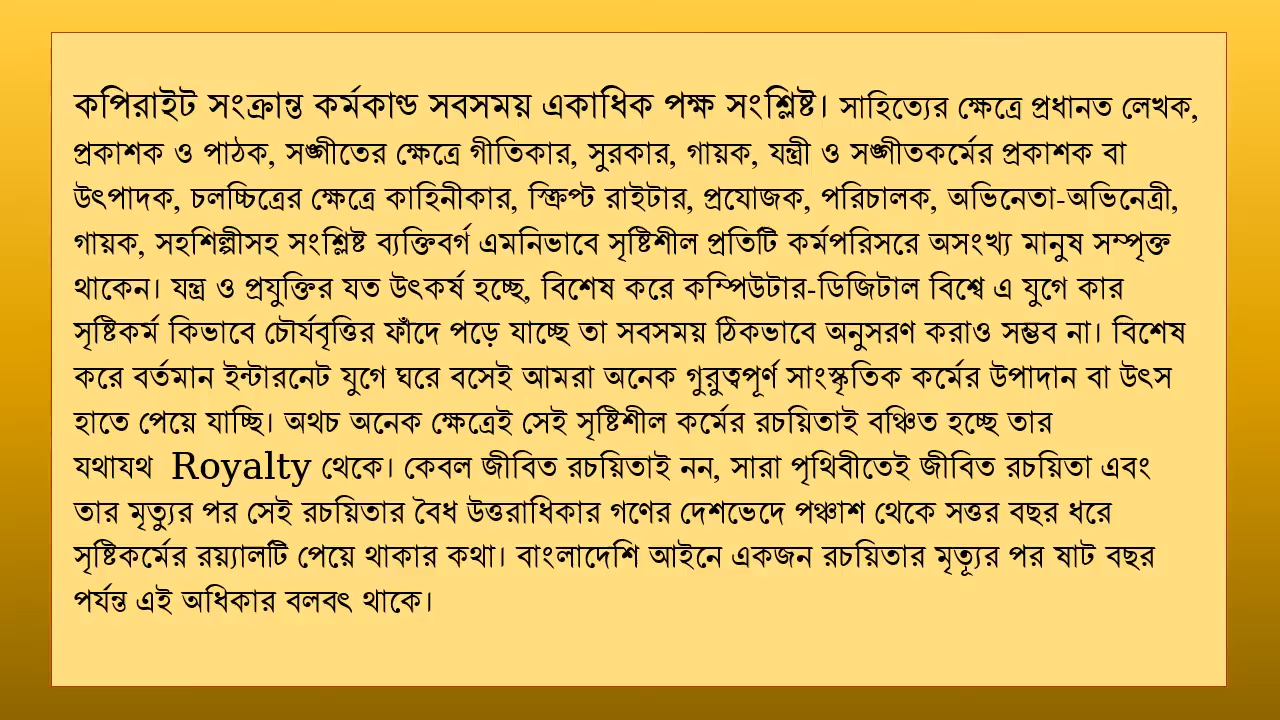 কপিরাইট সংক্রান্ত কর্মকাণ্ড সবসময় একাধিক পক্ষ সংশ্লিষ্ট। সাহিত্যের ক্ষেত্রে প্রধানত লেখক,
প্রকাশক ও পাঠক, সঙ্গীতের ক্ষেত্রে গীতিকার, সুরকার, গায়ক, যন্ত্রী ও সঙ্গীতকর্মের প্রকাশক বা
উৎপাদক, চলচ্চিত্রের ক্ষেত্রে কাহিনীকার, স্ক্রিপ্ট রাইটার, প্রযোজক, পরিচালক, অভিনেতা-অভিনেত্রী,
গায়ক, সহশিল্পীসহ সংশ্লিষ্ট ব্যক্তিবর্গ এমনিভাবে সৃষ্টিশীল প্রতিটি কর্মপরিসরে অসংখ্য মানুষ সম্পৃক্ত
থাকেন। যন্ত্র ও প্রযুক্তির যত উৎকর্ষ হচ্ছে, বিশেষ করে কম্পিউটার-ডিজিটাল বিশ্বে এ যুগে কার
সৃষ্টিকর্ম কিভাবে চৌর্যবৃত্তির ফাঁদে পড়ে যাচ্ছে তা সবসময় ঠিকভাবে অনুসরণ করাও সম্ভব না। বিশেষ
করে বর্তমান ইন্টারনেট যুগে ঘরে বসেই আমরা অনেক গুরুত্বপূর্ণ সাংস্কৃতিক কর্মের উপাদান বা উৎস
হাতে পেয়ে যাচ্ছি। অথচ অনেক ক্ষেত্রেই সেই সৃষ্টিশীল কর্মের রচয়িতাই বঞ্চিত হচ্ছে তার
যথাযথ Royalty থেকে। কেবল জীবিত রচয়িতাই নন, সারা পৃথিবীতেই জীবিত রচয়িতা এবং
তার মৃত্যুর পর সেই রচয়িতার বৈধ উত্তরাধিকার গণের দেশভেদে পঞ্চাশ থেকে সত্তর বছর ধরে
সৃষ্টিকর্মের রয়্যালটি পেয়ে থাকার কথা। বাংলাদেশি আইনে একজন রচয়িতার মৃত্যূর পর ষাট বছর
পর্যন্ত এই অধিকার বলবৎ থাকে।